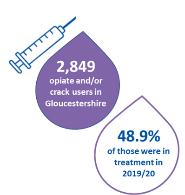 2,849
opiate and/or
crack users in
Gloucestershire
48.9%
of those were in
treatment in
2019/20